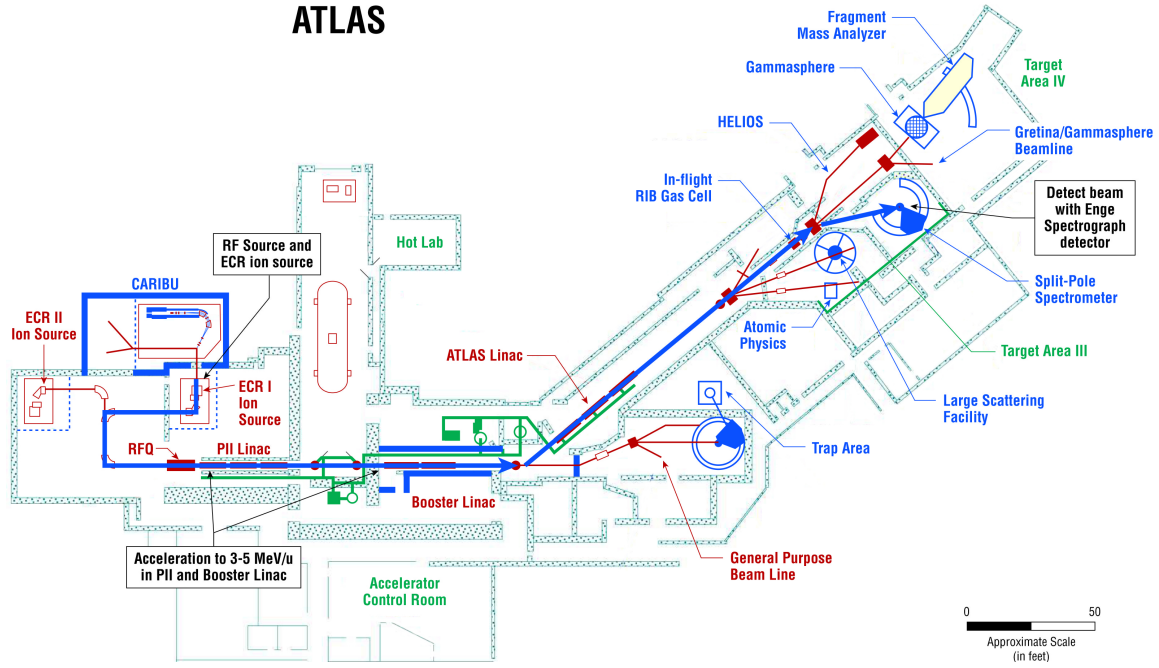 ATLAS
Fragment
Mass Analyzer
Gammasphere
Target
Area IV
HELIOS
Gretina/Gammasphere
Beamline
In-flight
RIB Gas Cell
Detect beam
with Enge
Spectrograph
detector
Hot Lab
RF Source and
ECR ion source
CARIBU
Split-Pole
Spectrometer
ECR II
Ion Source
Atomic
Physics
Target Area III
ATLAS Linac
ECR I
Ion
Source
Large Scattering
Facility
RFQ
PII Linac
Trap Area
Booster Linac
Acceleration to 3-5 MeV/u
in PII and Booster Linac
General Purpose
Beam Line
Accelerator
Control Room
0
50
Approximate Scale
(in feet)